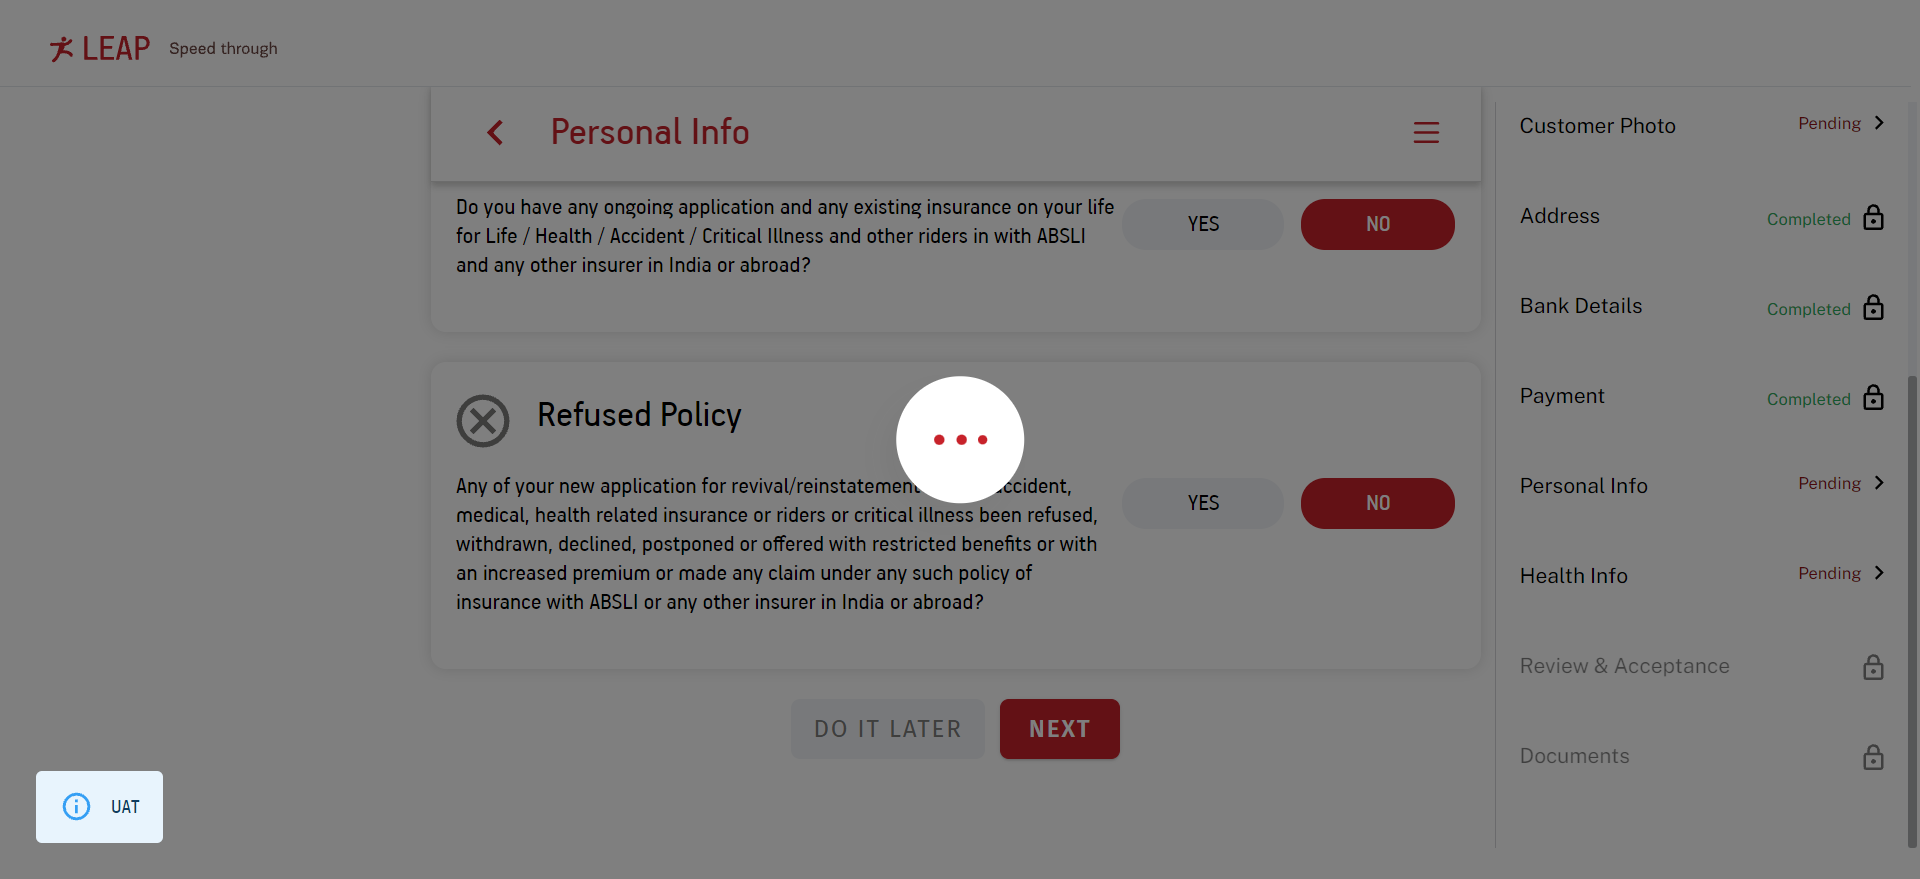 LEAP Speed through
Personal Info
Do you have any ongoing application and any existing insurance on your life
for Life / Health / Accident / Critical Illness and other riders in with ABSLI
and any other insurer in India or abroad?
YES NO
Refused Policy
Any of your new application for revival/reinstatement
medical, health related insurance or riders or critical illness been refused,
withdrawn, declined, postponed or offered with restricted benefits or with
an increased premium or made any claim under any such policy of
insurance with ABSLI or any other insurer in India or abroad?
YES NO
DO IT LATER NEXT
Customer Photo Pending
Address Completed
Bank Details Completed
Payment Completed
Personal Info Pending
Health Info Pending
Review & Acceptance
Documents
UAT